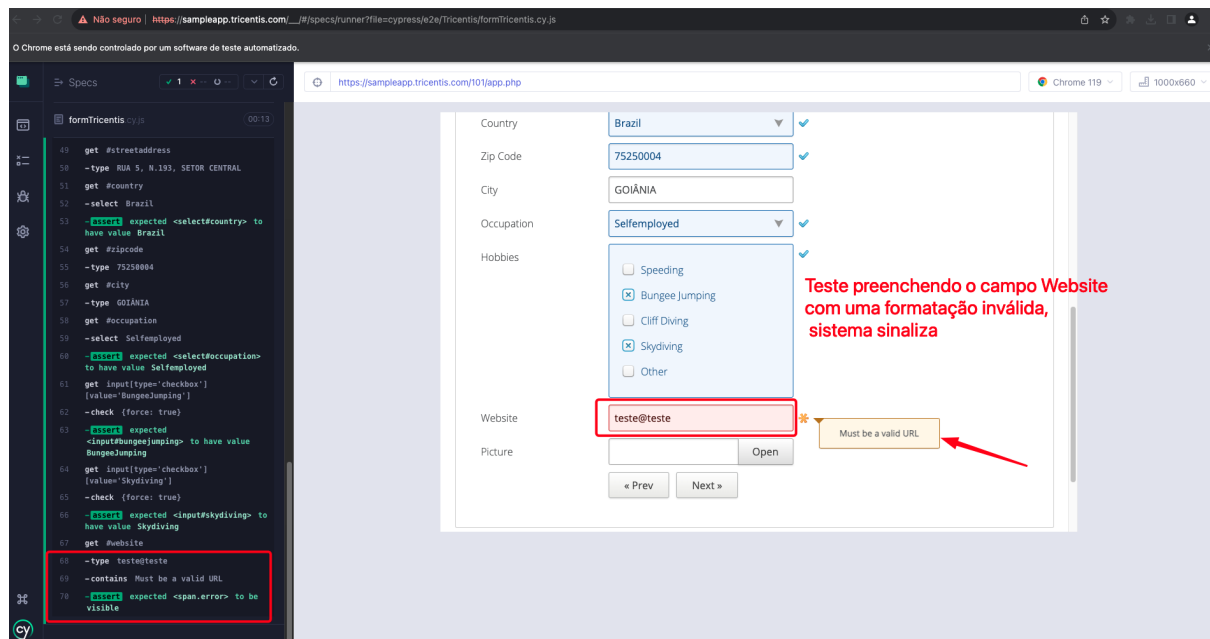 Não seguro
https://sampleapp.tricentis.com/__/#/specs/runner?file=cypress/e2e/Tricentis/formTricentis.cy.js
O Chrome está sendo controlado por um software de teste automatizado.
Specs
1
--
--
formTricentis.cy.js
00:13
49 get #streetaddress
50 -type RUA 5, N.193, SETOR CENTRAL
51 get #country
52 -select Brazil
53 -assert expected <select#country> to
have value Brazil
54 get #zipcode
55 -type 75250004
56 get #city
57 -type GOIÂNIA
58 get #occupation
59 -select Selfemployed
60 -assert expected <select#occupation>
to have value Selfemployed
61 get input[type='checkbox']
[value='BungeeJumping']
62 -check {force: true}
63 -assert expected
<input#bungeejumping> to have value
BungeeJumping
64 get input[type='checkbox']
[value='Skydiving']
65 -check {force: true}
66 -assert expected <input#skydiving> to
have value Skydiving
67 get #website
68 -type teste@teste
69 -contains Must be a valid URL
70 -assert expected <span.error> to be
visible
cy
https://sampleapp.tricentis.com/101/app.php
Chrome 119
1000x660
Country
Brazil
Zip Code
75250004
City
GOIÂNIA
Occupation
Selfemployed
Hobbies
Speeding
Bungee Jumping
Cliff Diving
Skydiving
Other
Teste preenchendo o campo Website
com uma formatação inválida,
sistema sinaliza
Website
teste@teste
Must be a valid URL
Picture
Open
« Prev
Next »